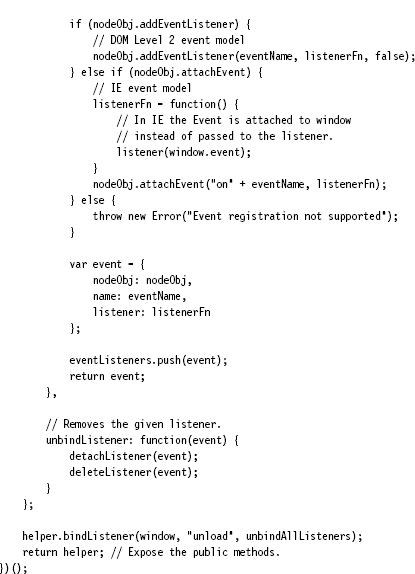 if (nodeObj.addEventListener) {
// DOM Level 2 event model
nodeObj.addEventListener(eventName, listenerFn, false);
} else if (nodeObj.attachEvent) {
// IE event model
listenerFn = function() {
// In IE the Event is attached to window
// instead of passed to the listener.
listener(window.event);
}
nodeObj.attachEvent("on" + eventName, listenerFn);
} else {
throw new Error("Event registration not supported");
}
var event = {
nodeObj: nodeObj,
name: eventName,
listener: listenerFn
};
eventListeners.push(event);
return event;
},
// Removes the given listener.
unbindListener: function(event) {
detachListener(event);
deleteListener(event);
}
};
helper.bindListener(window, "unload", unbindAllListeners);
return helper; // Expose the public methods.
})();